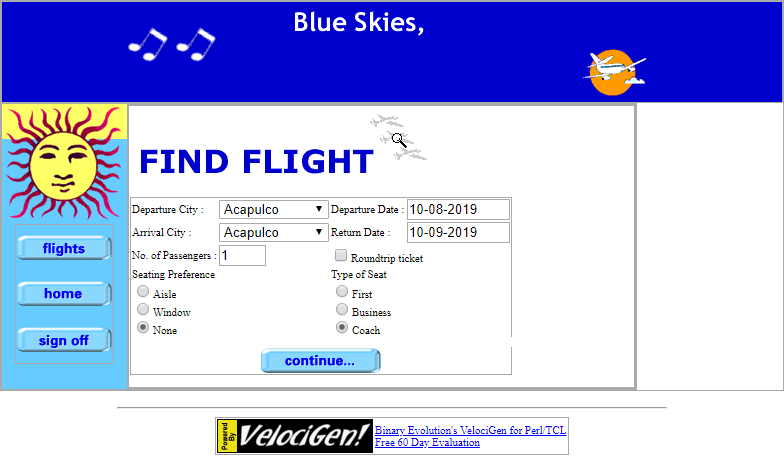 Blue Skies,
FIND FLIGHT
flights
home
sign off
Departure City : Acapulco Departure Date : 10-08-2019
Arrival City : Acapulco Return Date : 10-09-2019
No. of Passengers : 1 Roundtrip ticket
Seating Preference Type of Seat
Aisle First
Window Business
None Coach
continue...
Powered By VelociGen!
Binary Evolution's VelociGen for Perl/TCL
Free 60 Day Evaluation